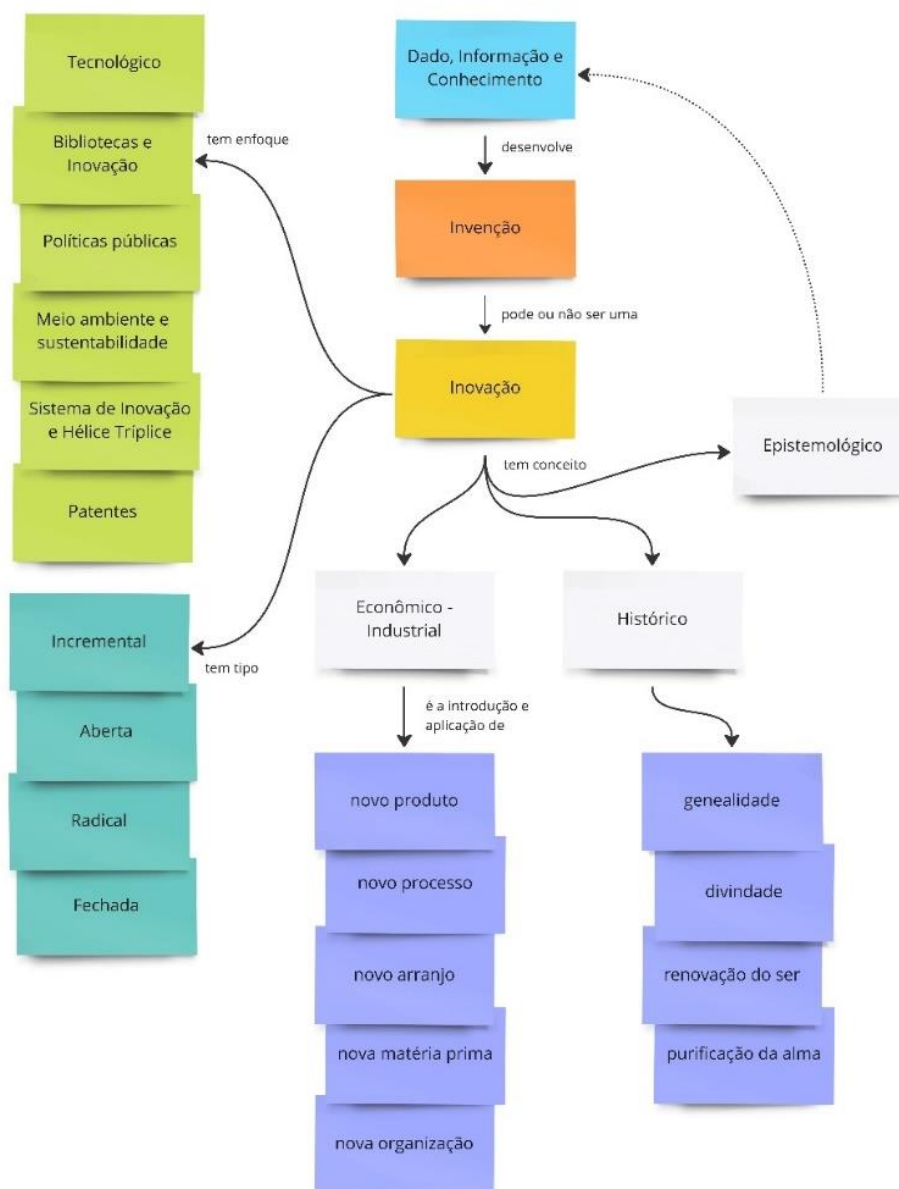 Tecnológico
Bibliotecas e
Inovação
Políticas públicas
Meio ambiente e
sustentabilidade
Sistema de Inovação
e Hélice Tríplice
Patentes
tem enfoque
Dado, Informação e
Conhecimento
desenvolve
Invenção
pode ou não ser uma
Inovação
tem conceito
Epistemológico
Incremental
Aberta
Radical
Fechada
tem tipo
Econômico -
Industrial
é a introdução e
aplicação de
novo produto
novo processo
novo arranjo
nova matéria prima
nova organização
Histórico
genealidade
divindade
renovação do ser
purificação da alma